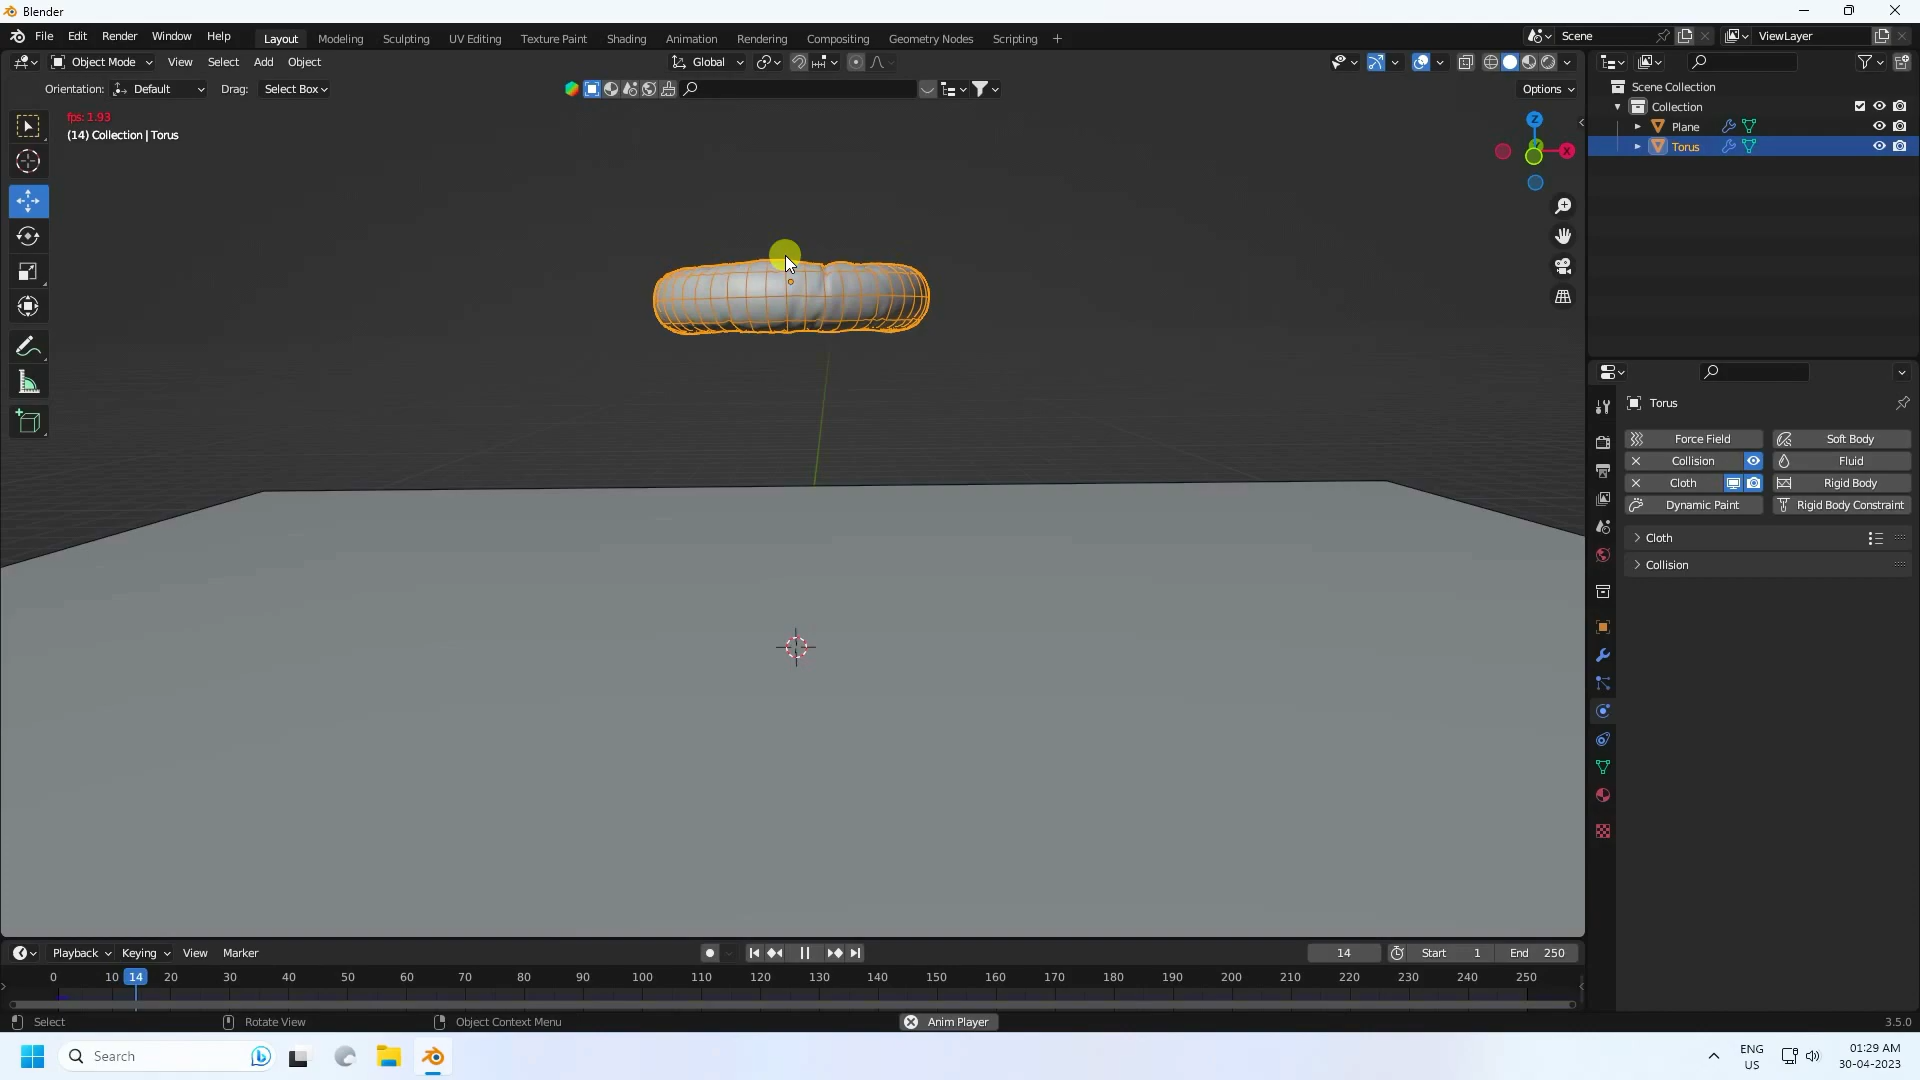 Blender
File Edit Render Window Help Layout Modeling Sculpting UV Editing Texture Paint Shading Animation Rendering Compositing Geometry Nodes Scripting + Scene ViewLayer
Object Mode View Select Add Object Global
Orientation: Default Drag: Select Box Options
fps: 1.93
(14) Collection | Torus
Z
X
Scene Collection
Collection
Plane
Torus
Torus
Force Field Soft Body
Collision Fluid
Cloth Rigid Body
Dynamic Paint Rigid Body Constraint
Cloth
Collision
Playback Keying View Marker 14 Start 1 End 250
0 10 14 20 30 40 50 60 70 80 90 100 110 120 130 140 150 160 170 180 190 200 210 220 230 240 250
Select Rotate View Object Context Menu Anim Player 3.5.0
Search ENG US 01:29 AM
30-04-2023